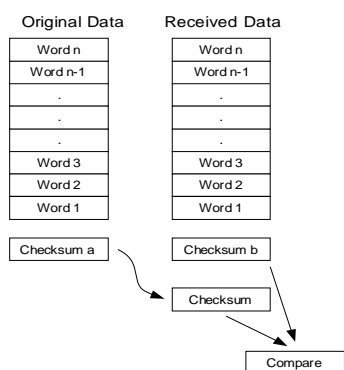 Original Data
Word n
Word n-1
.
.
.
Word 3
Word 2
Word 1
Checksum a
Received Data
Word n
Word n-1
.
.
.
Word 3
Word 2
Word 1
Checksum b
Checksum
Compare